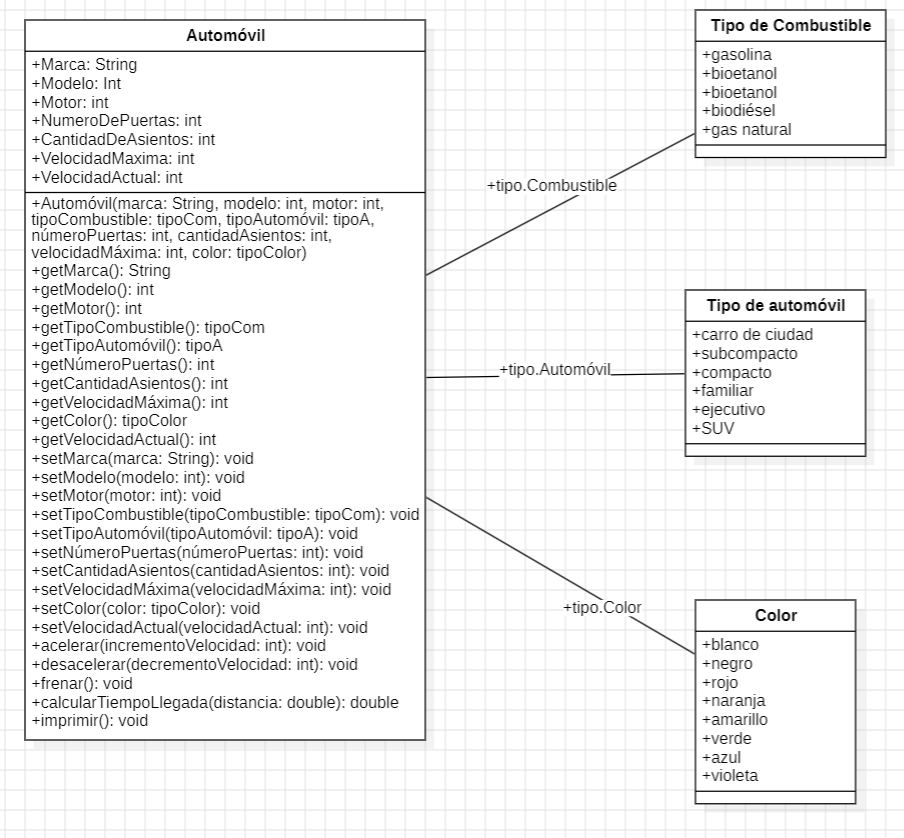 Automóvil
+Marca: String
+Modelo: Int
+Motor: int
+NumeroDePuertas: int
+CantidadDeAsientos: int
+VelocidadMaxima: int
+VelocidadActual: int
+Automóvil(marca: String, modelo: int, motor: int,
tipoCombustible: tipoCom, tipoAutomóvil: tipoA,
númeroPuertas: int, cantidadAsientos: int,
velocidadMáxima: int, color: tipoColor)
+getMarca(): String
+getModelo(): int
+getMotor(): int
+getTipoCombustible(): tipoCom
+getTipoAutomóvil(): tipoA
+getNúmeroPuertas(): int
+getCantidadAsientos(): int
+getVelocidadMáxima(): int
+getColor(): tipoColor
+getVelocidadActual(): int
+setMarca(marca: String): void
+setModelo(modelo: int): void
+setMotor(motor: int): void
+setTipoCombustible(tipoCombustible: tipoCom): void
+setTipoAutomóvil(tipoAutomóvil: tipoA): void
+setNúmeroPuertas(númeroPuertas: int): void
+setCantidadAsientos(cantidadAsientos: int): void
+setVelocidadMáxima(velocidadMáxima: int): void
+setColor(color: tipoColor): void
+setVelocidadActual(velocidadActual: int): void
+acelerar(incrementoVelocidad: int): void
+desacelerar(decrementoVelocidad: int): void
+frenar(): void
+calcularTiempoLlegada(distancia: double): double
+imprimir(): void
+tipo.Combustible
Tipo de Combustible
+gasolina
+bioetanol
+bioetanol
+biodiésel
+gas natural
+tipo.Automóvil
Tipo de automóvil
+carro de ciudad
+subcompacto
+compacto
+familiar
+ejecutivo
+SUV
+tipo.Color
Color
+blanco
+negro
+rojo
+naranja
+amarillo
+verde
+azul
+violeta